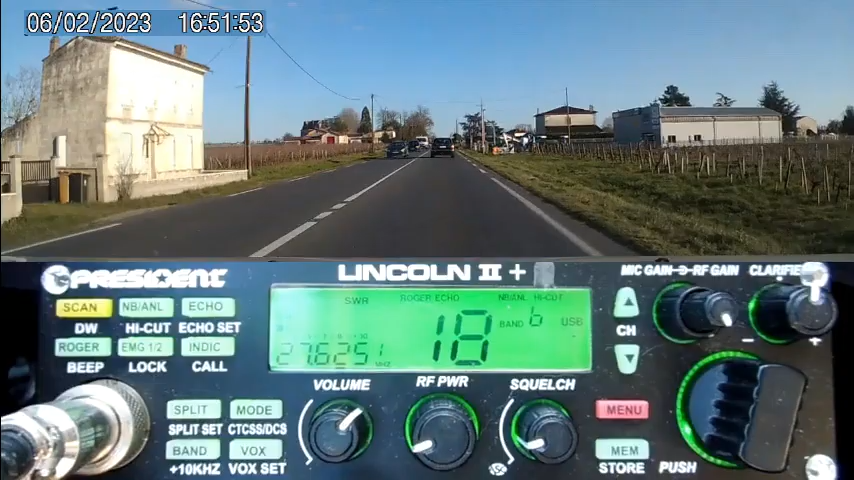 06/02/2023 16:51:53
PRESIDENT LINCOLN II + MIC GAIN RF GAIN CLARIFIER
SCAN NB/ANL ECHO
DW HI-CUT ECHO SET
ROGER EMG 1/2 INDIC
BEEP LOCK CALL
SWR ROGER ECHO NB/ANL HI-CUT
18 BAND 6 USB
27.6251 MHZ
CH
- +
VOLUME RF PWR SQUELCH
SPLIT MODE
SPLIT SET CTCSS/DCS
BAND VOX
+10KHZ VOX SET
MENU
MEM
STORE PUSH